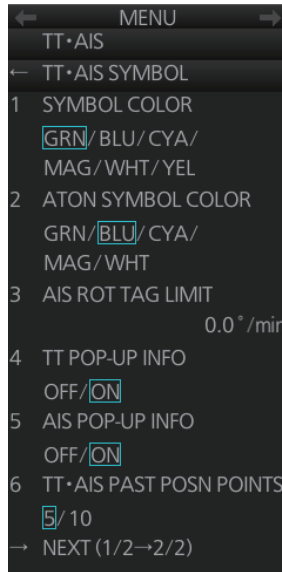 ← MENU →
TT•AIS
← TT•AIS SYMBOL
1 SYMBOL COLOR
GRN/BLU/CYA/
MAG/WHT/YEL
2 ATON SYMBOL COLOR
GRN/BLU/CYA/
MAG/WHT
3 AIS ROT TAG LIMIT
0.0°/min
4 TT POP-UP INFO
OFF/ON
5 AIS POP-UP INFO
OFF/ON
6 TT•AIS PAST POSN POINTS
5/10
→ NEXT (1/2→2/2)